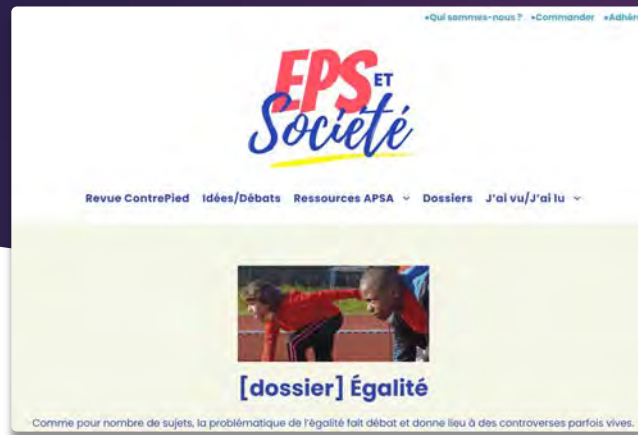 •Qui sommes-nous ? •Commander •Adhére
EPS ET
Société
Revue ContrePied Idées/Débats Ressources APSA Dossiers J'ai vu/J'ai lu
[dossier] Égalité
Comme pour nombre de sujets, la problématique de l'égalité fait débat et donne lieu à des controverses parfois vives.